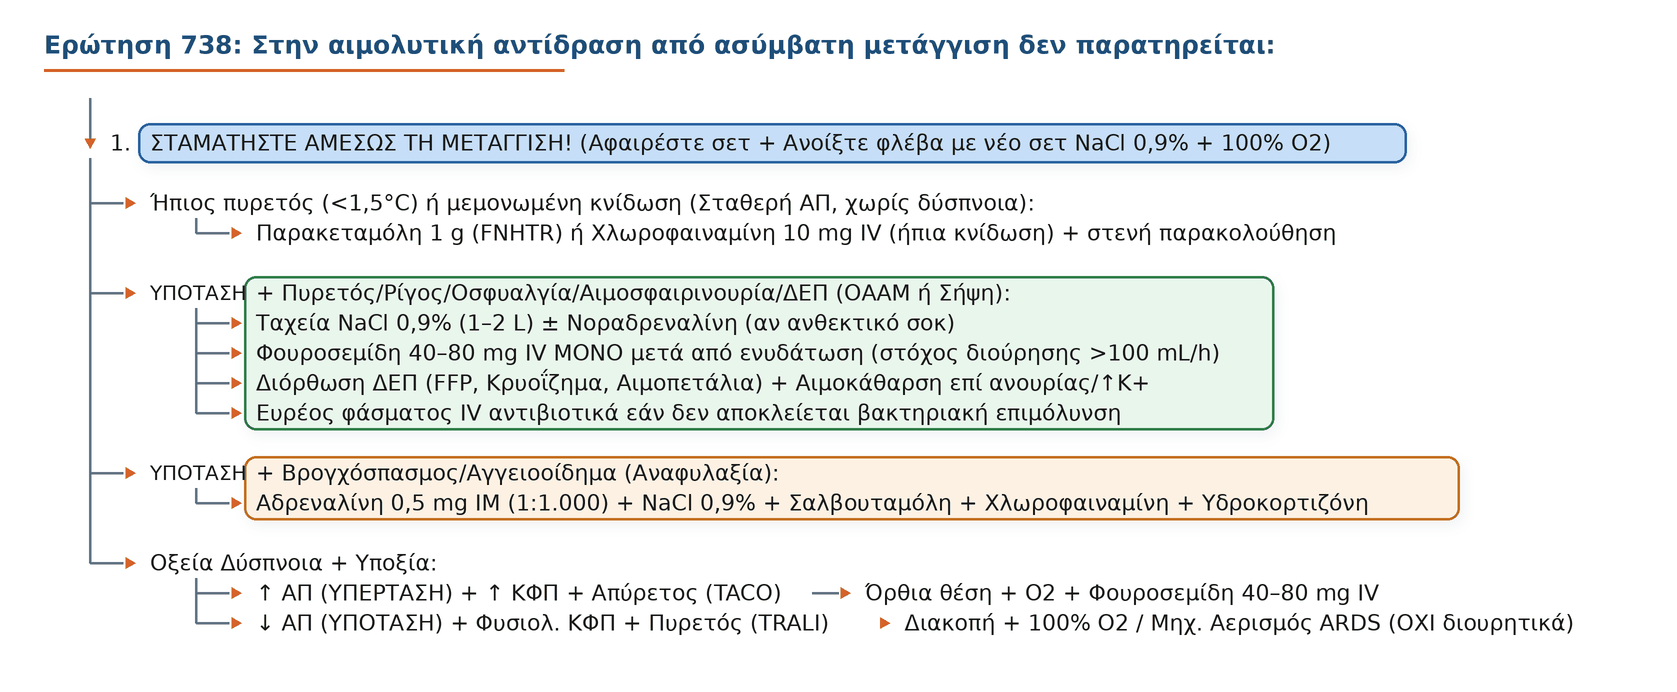 Ερώτηση 738: Στην αιμολυτική αντίδραση από ασύμβατη μετάγγιση δεν παρατηρείται:
1. ΣΤΑΜΑΤΗΣΤΕ ΑΜΕΣΩΣ ΤΗ ΜΕΤΑΓΓΙΣΗ! (Αφαιρέστε σετ + Ανοίξτε φλέβα με νέο σετ NaCl 0,9% + 100% O2)
Ήπιος πυρετός (<1,5°C) ή μεμονωμένη κνίδωση (Σταθερή ΑΠ, χωρίς δύσπνοια):
Παρακεταμόλη 1 g (FNHTR) ή Χλωροφαιναμίνη 10 mg IV (ήπια κνίδωση) + στενή παρακολούθηση
ΥΠΟΤΑΣΗ + Πυρετός/Ρίγος/Οσφυαλγία/Αιμοσφαιρινουρία/ΔΕΠ (ΟΑΑΜ ή Σήψη):
Ταχεία NaCl 0,9% (1–2 L) ± Νοραδρεναλίνη (αν ανθεκτικό σοκ)
Φουροσεμίδη 40–80 mg IV ΜΟΝΟ μετά από ενυδάτωση (στόχος διούρησης >100 mL/h)
Διόρθωση ΔΕΠ (FFP, Κρυοΐζημα, Αιμοπετάλια) + Αιμοκάθαρση επί ανουρίας/↑K+
Ευρέος φάσματος IV αντιβιοτικά εάν δεν αποκλείεται βακτηριακή επιμόλυνση
ΥΠΟΤΑΣΗ + Βρογχόσπασμος/Αγγειοοίδημα (Αναφυλαξία):
Αδρεναλίνη 0,5 mg IM (1:1.000) + NaCl 0,9% + Σαλβουταμόλη + Χλωροφαιναμίνη + Υδροκορτιζόνη
Οξεία Δύσπνοια + Υποξία:
↑ ΑΠ (ΥΠΕΡΤΑΣΗ) + ↑ ΚΦΠ + Απύρετος (TACO) Όρθια θέση + O2 + Φουροσεμίδη 40–80 mg IV
↓ ΑΠ (ΥΠΟΤΑΣΗ) + Φυσιολ. ΚΦΠ + Πυρετός (TRALI) Διακοπή + 100% O2 / Μηχ. Αερισμός ARDS (ΟΧΙ διουρητικά)